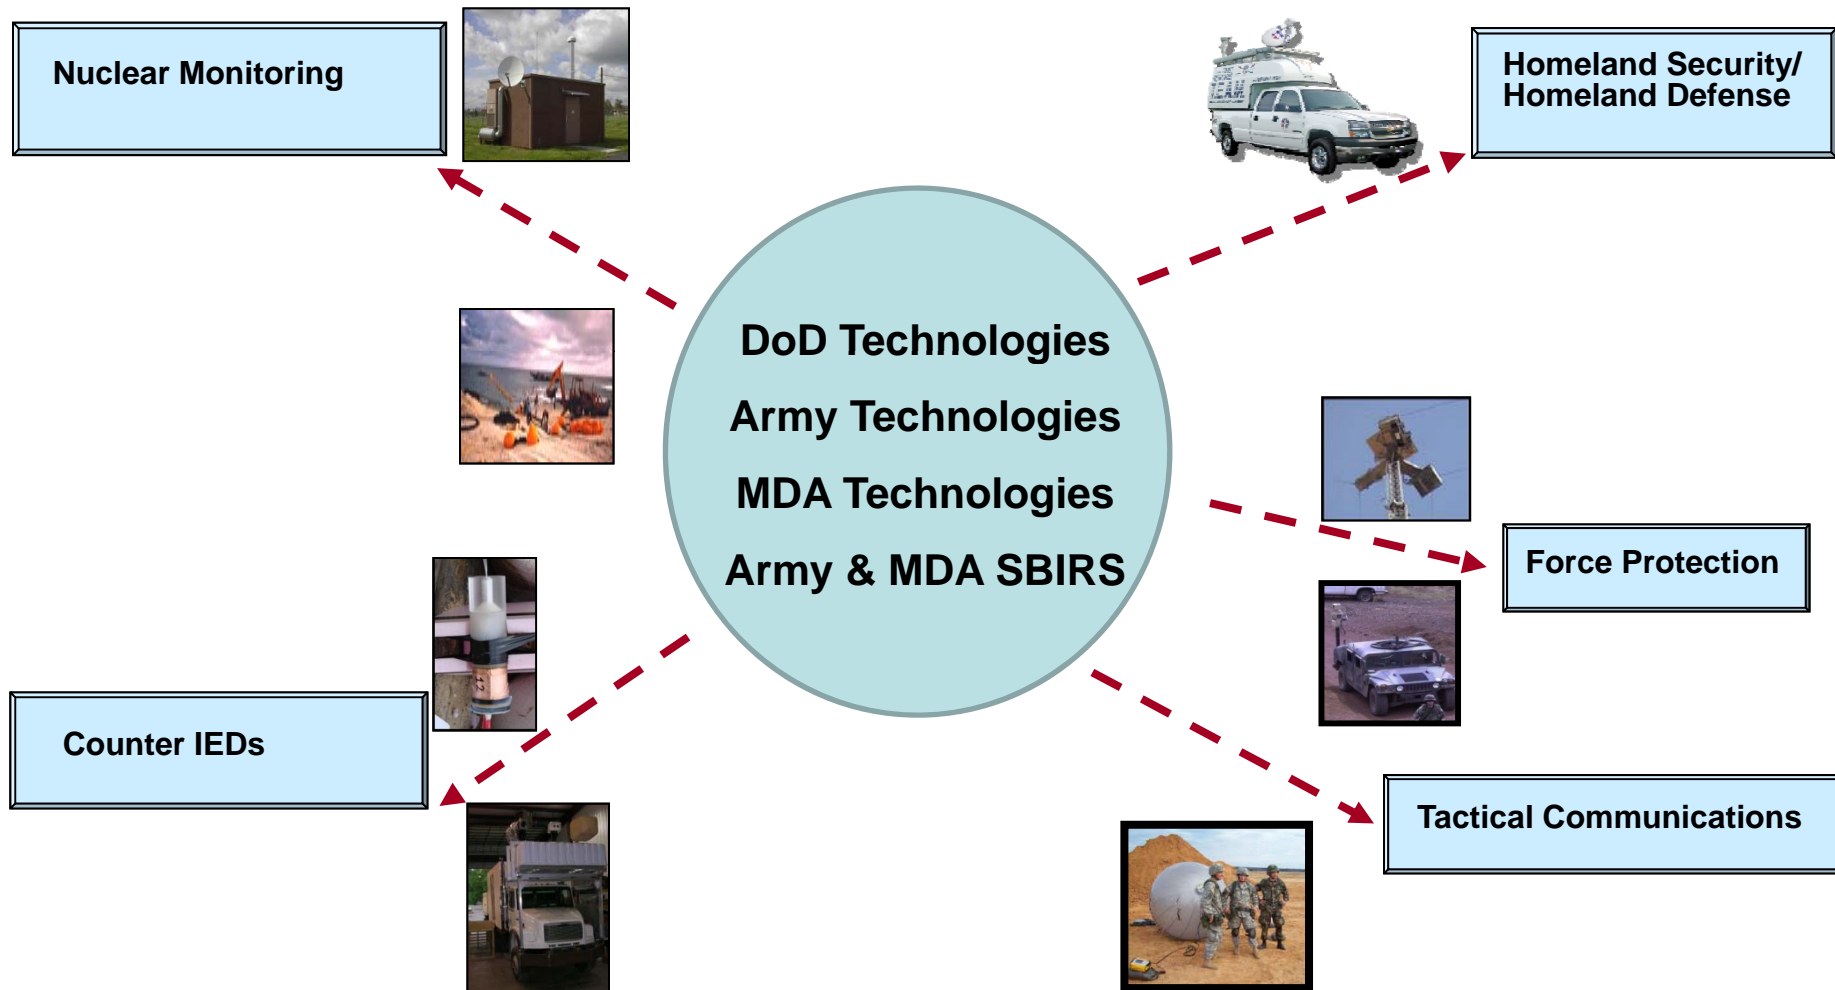 Nuclear Monitoring
Homeland Security/
Homeland Defense
DoD Technologies
Army Technologies
MDA Technologies
Army & MDA SBIRS
Force Protection
Counter IEDs
Tactical Communications